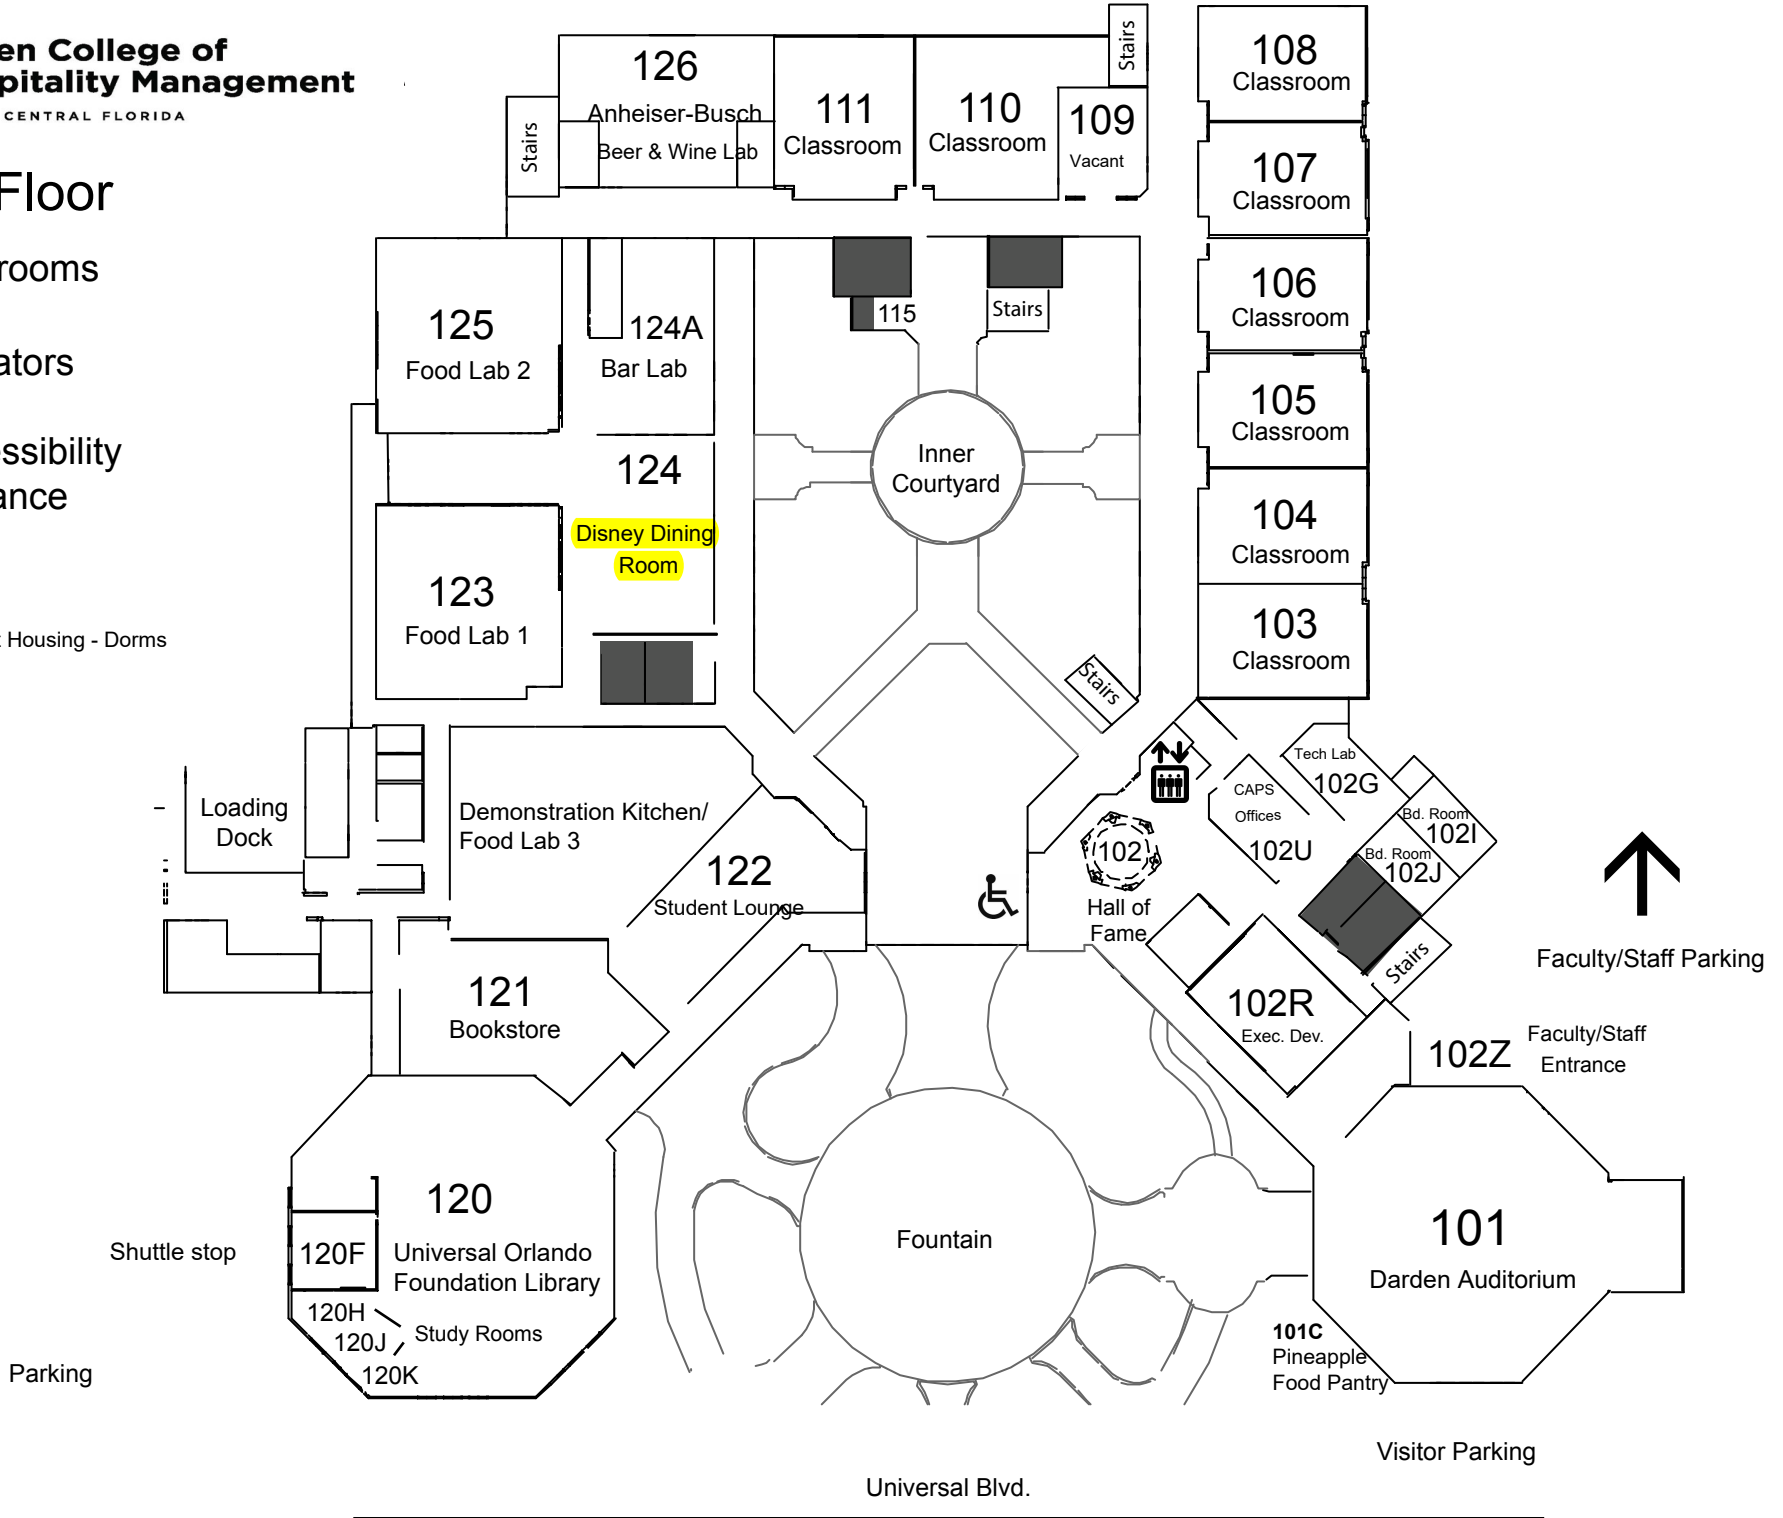 en College of
pitality Management
CENTRAL FLORIDA
Floor
rooms
ators
ssibility
ance
Housing - Dorms
126
Anheiser-Busch
Beer & Wine Lab
Stairs
111
Classroom
110
Classroom
109
Vacant
Stairs
108
Classroom
107
Classroom
106
Classroom
105
Classroom
104
Classroom
103
Classroom
125
Food Lab 2
124A
Bar Lab
115
Stairs
Inner
Courtyard
124
Disney Dining
Room
123
Food Lab 1
Stairs
Loading
Dock
Demonstration Kitchen/
Food Lab 3
122
Student Lounge
102
Hall of
Fame
Tech Lab
102G
CAPS
Offices
102U
Bd. Room
102I
Bd. Room
102J
Stairs
Faculty/Staff Parking
121
Bookstore
102R
Exec. Dev.
102Z
Faculty/Staff
Entrance
120
Universal Orlando
Foundation Library
120F
120H
120J
120K
Study Rooms
Shuttle stop
Parking
Fountain
101
Darden Auditorium
101C
Pineapple
Food Pantry
Visitor Parking
Universal Blvd.